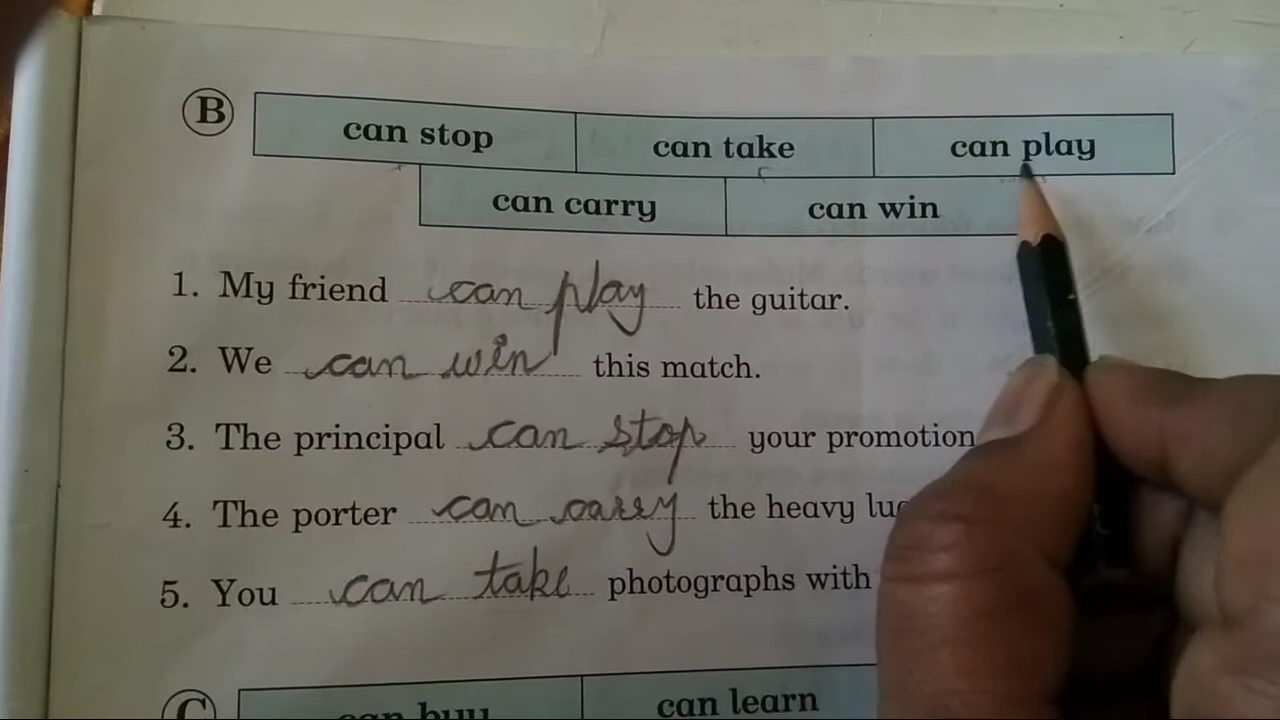 B can stop can take can play
can carry can win
1. My friend can play the guitar.
2. We can win this match.
3. The principal can stop your promotion
4. The porter can carry the heavy
5. You can take photographs with
C can buy can learn